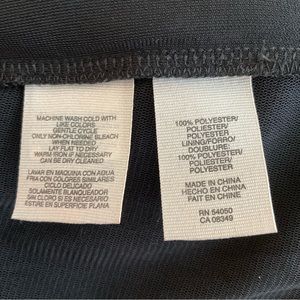 MACHINE WASH COLD WITH
LIKE COLORS
GENTLE CYCLE
ONLY NON-CHLORINE BLEACH
WHEN NEEDED
LAY FLAT TO DRY
WARM IRON IF NECESSARY
CAN BE DRY CLEANED
LAVAR EN MAQUINA CON AGUA
FRIA CON COLORES SIMILARES
CICLO DELICADO
SOLAMENTE BLANQUEAR
SIN CLORO SI ES NECESARIO
TIENDE EN SUPERFICIE PLANA
100% POLYESTER/
POLIESTER/
POLYESTER
LINING/FORRO/
DOUBLURE:
100% POLYESTER/
POLIESTER/
POLYESTER
MADE IN CHINA
HECHO EN CHINA
FAIT EN CHINE
RN 54050
CA 08349